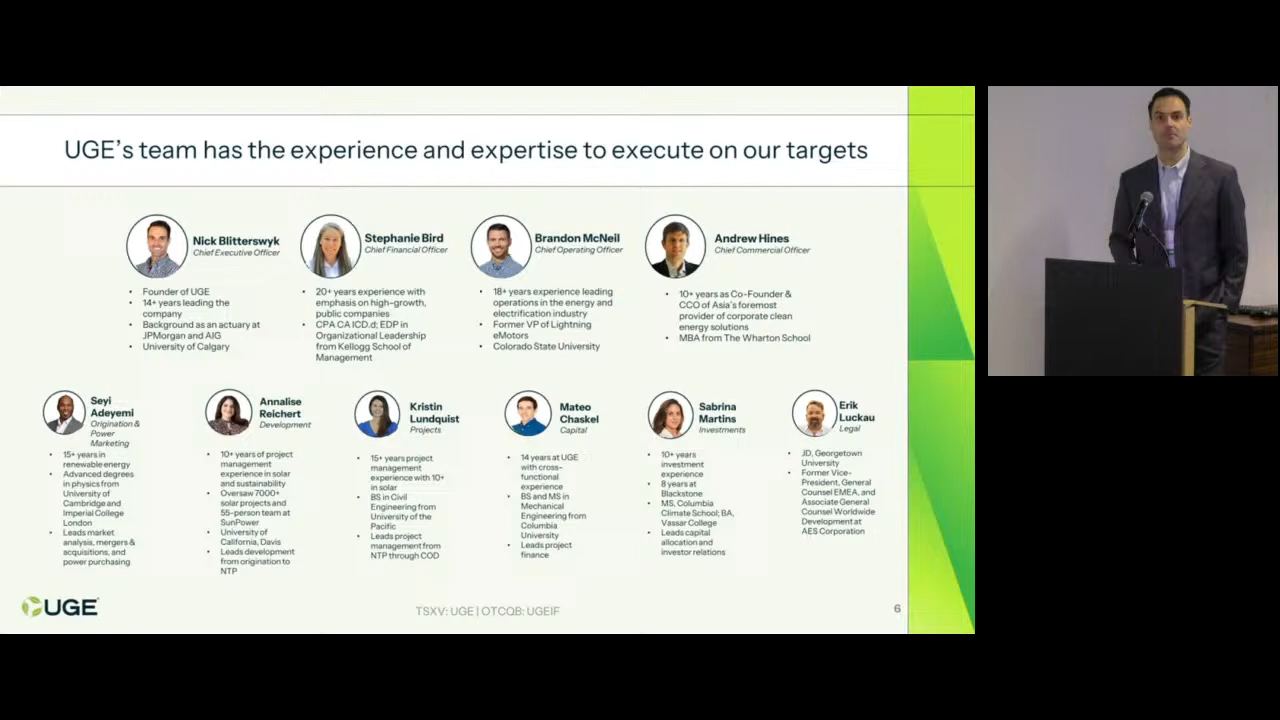 UGE's team has the experience and expertise to execute on our targets
Nick Blitterswyk
Chief Executive Officer
• Founder of UGE
• 14+ years leading the
company
• Background as an actuary at
JPMorgan and AIG
• University of Calgary
Stephanie Bird
Chief Financial Officer
• 20+ years experience with
emphasis on high-growth,
public companies
• CPA CA ICD.d; EDP in
Organizational Leadership
from Kellogg School of
Management
Brandon McNeil
Chief Operating Officer
• 18+ years experience leading
operations in the energy and
electrification industry
• Former VP of Lightning
eMotors
• Colorado State University
Andrew Hines
Chief Commercial Officer
• 10+ years as Co-Founder &
CCO of Asia's foremost
provider of corporate clean
energy solutions
• MBA from The Wharton School
Seyi
Adeyemi
Origination &
Power
Marketing
• 15+ years in
renewable energy
• Advanced degrees
in physics from
University of
Cambridge and
Imperial College
London
• Leads market
analysis, mergers &
acquisitions, and
power purchasing
Annalise
Reichert
Development
• 10+ years of project
management
experience in solar
and sustainability
• Oversaw 7000+
solar projects and
55-person team at
SunPower
• University of
California, Davis
• Leads development
from origination to
NTP
Kristin
Lundquist
Projects
• 15+ years project
management
experience with 10+
in solar
• BS in Civil
Engineering from
University of the
Pacific
• Leads project
management from
NTP through COD
Mateo
Chaskel
Capital
• 14 years at UGE
with cross-
functional
experience
• BS and MS in
Mechanical
Engineering from
Columbia
University
• Leads project
finance
Sabrina
Martins
Investments
• 10+ years
investment
experience
• 8 years at
Blackstone
• MS, Columbia
Climate School; BA,
Vassar College
• Leads capital
allocation and
investor relations
Erik
Luckau
Legal
• JD, Georgetown
University
• Former Vice-
President, General
Counsel EMEA, and
Associate General
Counsel Worldwide
Development at
AES Corporation
UGE
TSXV: UGE | OTCQB: UGEIF
6